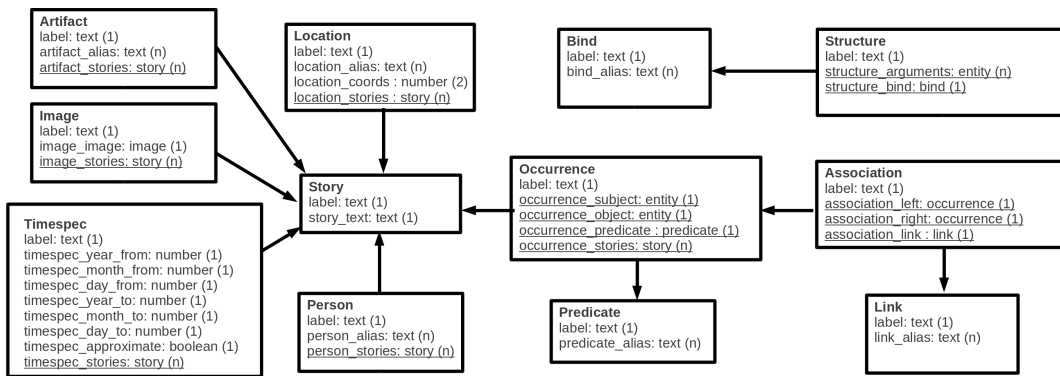 Artifact
label: text (1)
artifact_alias: text (n)
artifact_stories: story (n)
Location
label: text (1)
location_alias: text (n)
location_coords : number (2)
location_stories : story (n)
Bind
label: text (1)
bind_alias: text (n)
Structure
label: text (1)
structure_arguments: entity (n)
structure_bind: bind (1)
Image
label: text (1)
image_image: image (1)
image_stories: story (n)
Story
label: text (1)
story_text: text (1)
Occurrence
label: text (1)
occurrence_subject: entity (1)
occurrence_object: entity (1)
occurrence_predicate : predicate (1)
occurrence_stories: story (n)
Association
label: text (1)
association_left: occurrence (1)
association_right: occurrence (1)
association_link : link (1)
Timespec
label: text (1)
timespec_year_from: number (1)
timespec_month_from: number (1)
timespec_day_from: number (1)
timespec_year_to: number (1)
timespec_month_to: number (1)
timespec_day_to: number (1)
timespec_approximate: boolean (1)
timespec_stories: story (n)
Person
label: text (1)
person_alias: text (n)
person_stories: story (n)
Predicate
label: text (1)
predicate_alias: text (n)
Link
label: text (1)
link_alias: text (n)